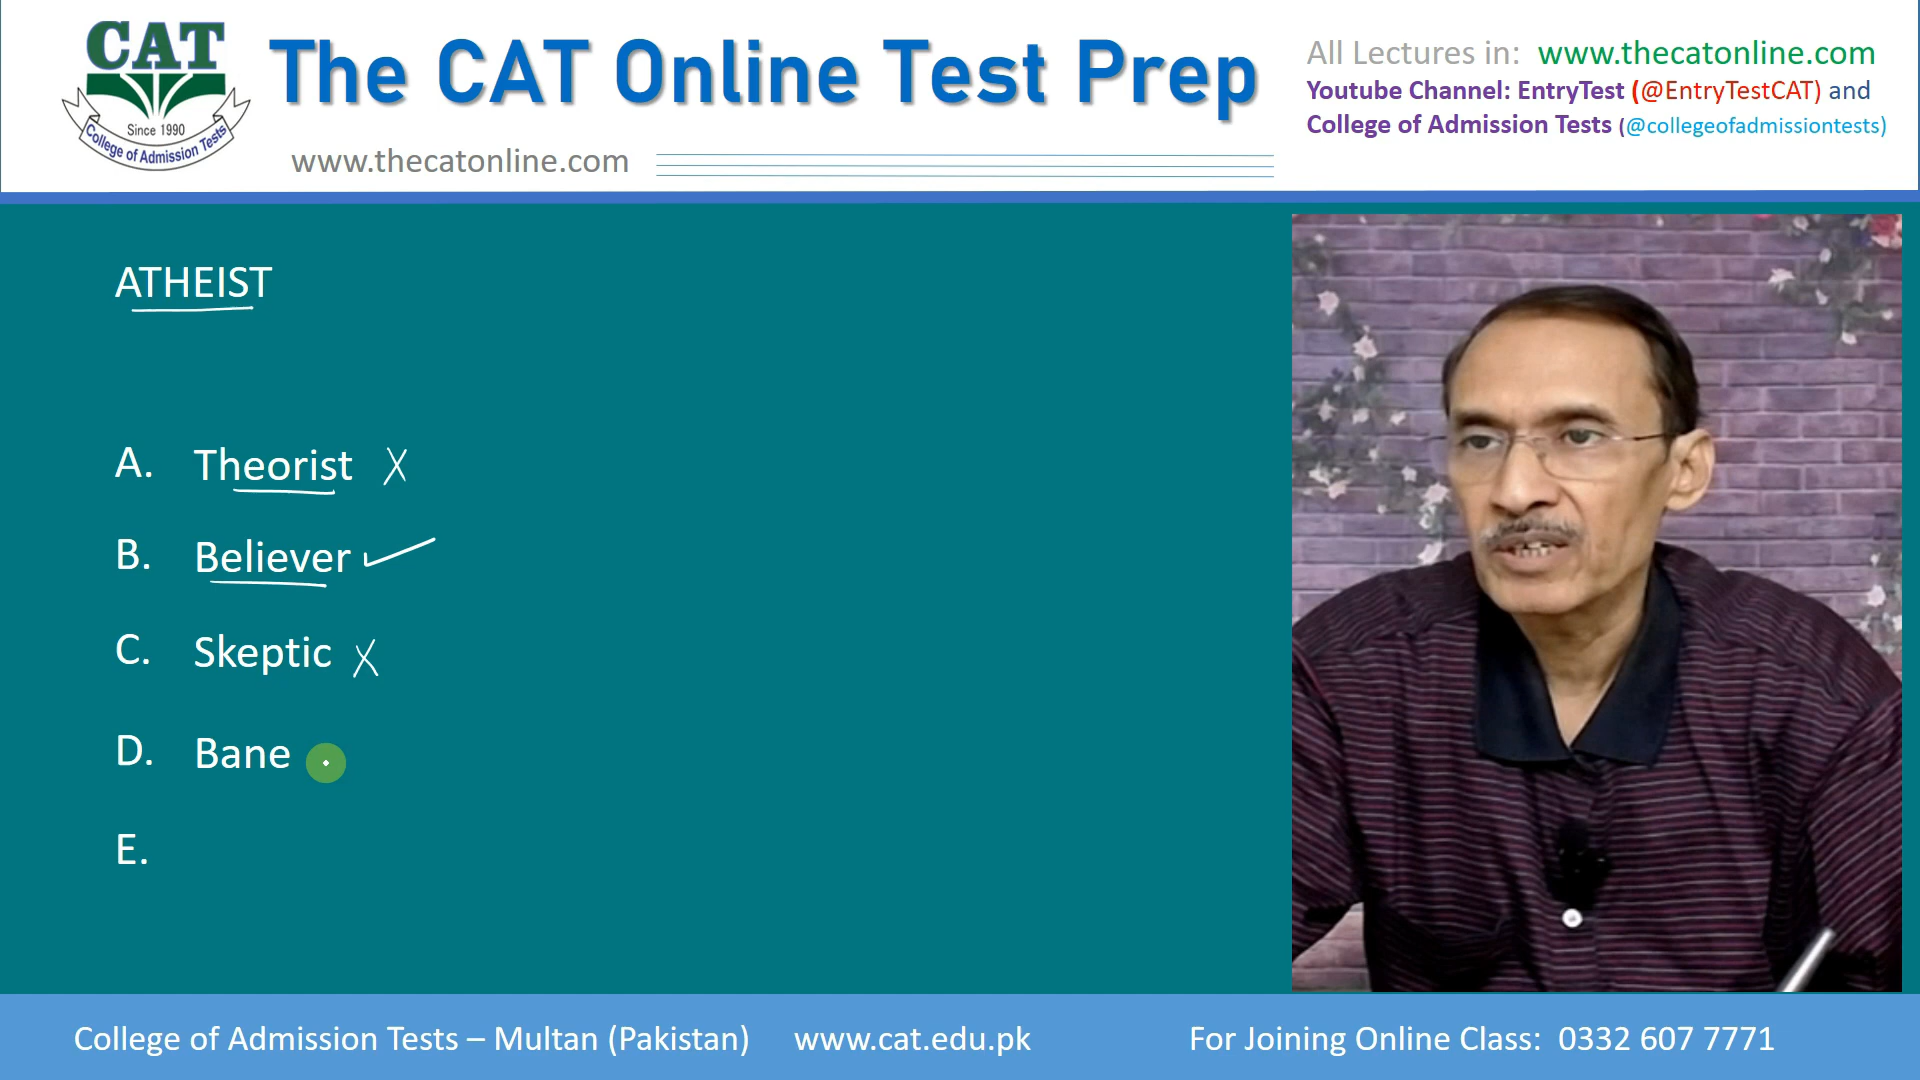 CAT
Since 1990
College of Admission Tests
The CAT Online Test Prep
www.thecatonline.com
All Lectures in: www.thecatonline.com
Youtube Channel: EntryTest (@EntryTestCAT) and
College of Admission Tests (@collegeofadmissiontests)
ATHEIST
A. Theorist X
B. Believer ✓
C. Skeptic X
D. Bane
E.
College of Admission Tests – Multan (Pakistan) www.cat.edu.pk For Joining Online Class: 0332 607 7771